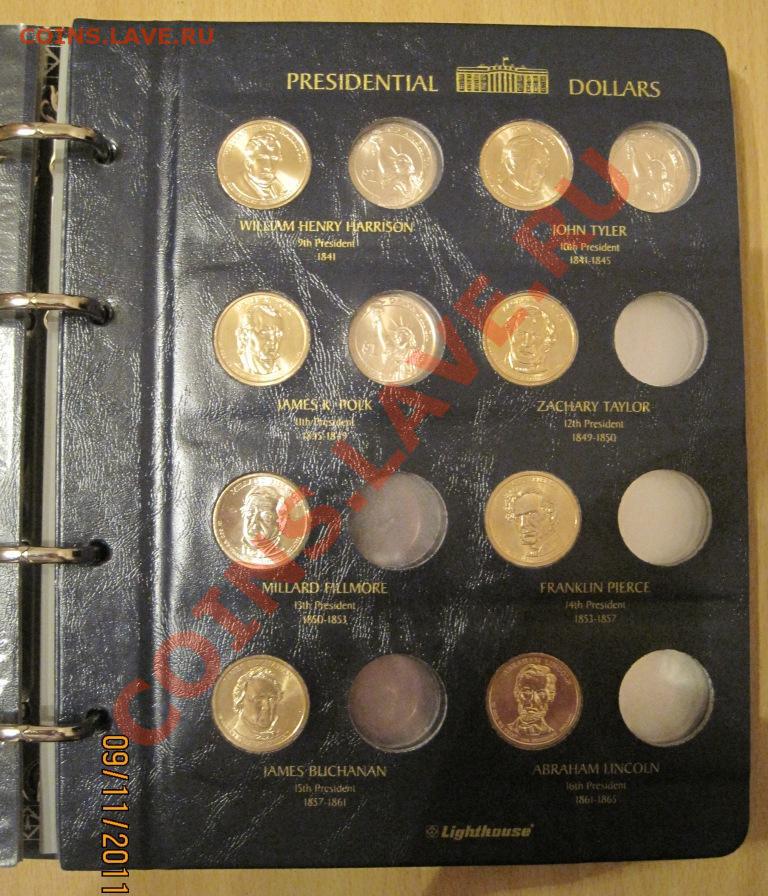 COINS.LAVE.RU
PRESIDENTIAL DOLLARS
WILLIAM HENRY HARRISON
9th President
1841
JOHN TYLER
10th President
1841-1845
JAMES K. POLK
11th President
1845-1849
ZACHARY TAYLOR
12th President
1849-1850
MILLARD FILLMORE
13th President
1850-1853
FRANKLIN PIERCE
14th President
1853-1857
JAMES BUCHANAN
15th President
1857-1861
ABRAHAM LINCOLN
16th President
1861-1865
Lighthouse
COINS.LAVE.RU
09/11/2011